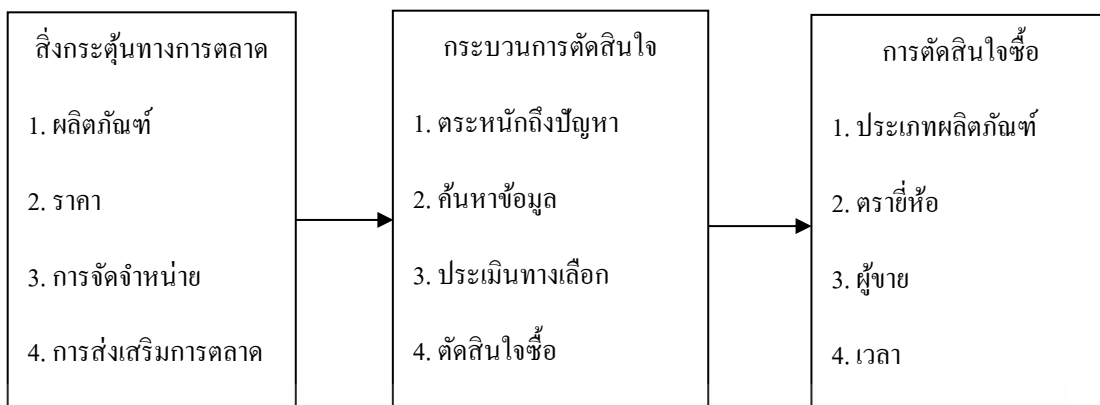 สิ่งกระตุ้นทางการตลาด
1. ผลิตภัณฑ์
2. ราคา
3. การจัดจำหน่าย
4. การส่งเสริมการตลาด
กระบวนการตัดสินใจ
1. ตระหนักถึงปัญหา
2. ค้นหาข้อมูล
3. ประเมินทางเลือก
4. ตัดสินใจซื้อ
การตัดสินใจซื้อ
1. ประเภทผลิตภัณฑ์
2. ตรายี่ห้อ
3. ผู้ขาย
4. เวลา